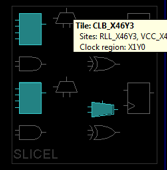 Tile: CLB_X46Y3
Sites: RLL_X46Y3, VCC_X4
Clock region: X1Y0
SLICEL